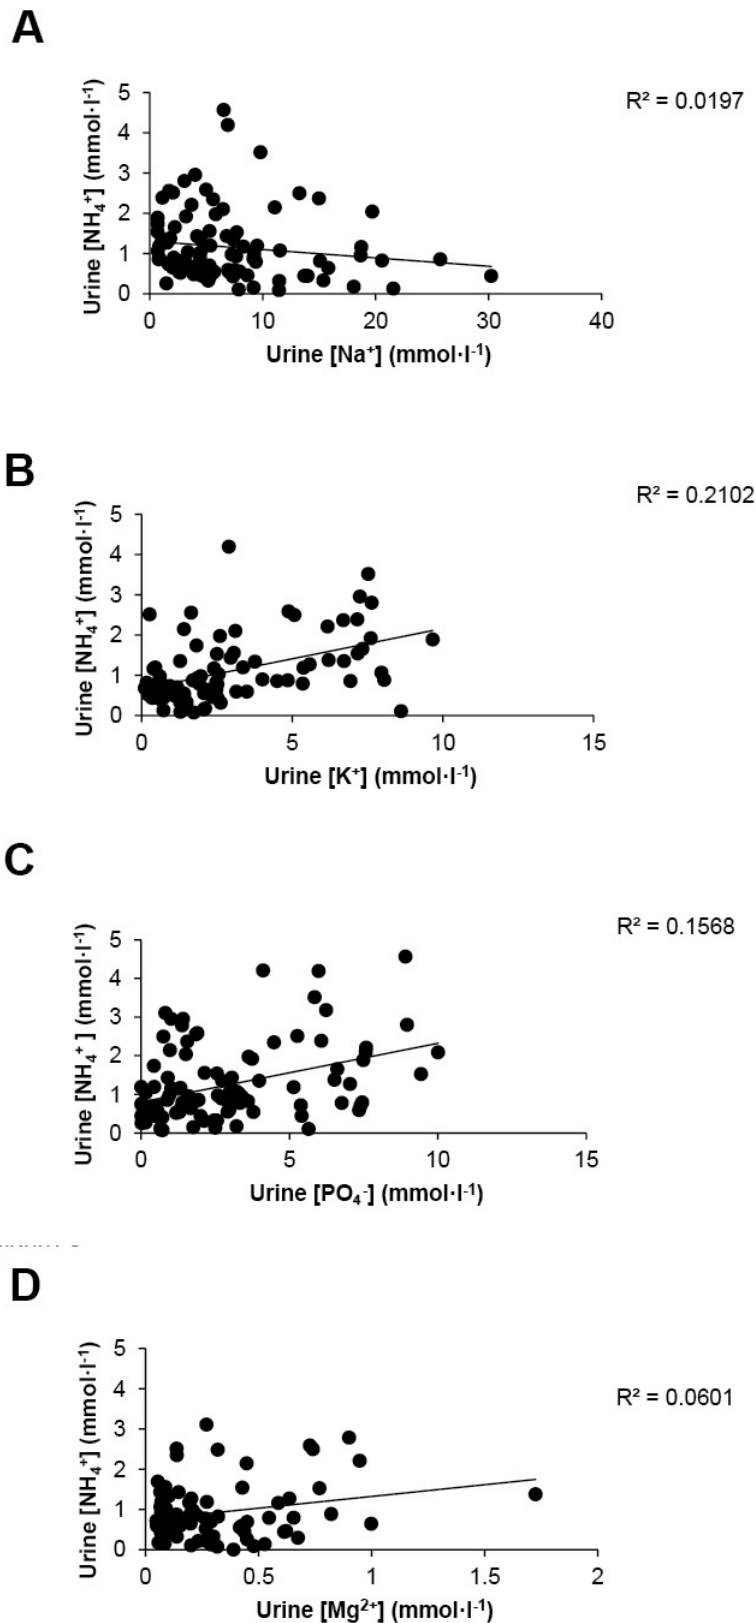 A
R² = 0.0197
Urine [NH₄⁺] (mmol·l⁻¹)
5
4
3
2
1
0
0 10 20 30 40
Urine [Na⁺] (mmol·l⁻¹)
B
R² = 0.2102
Urine [NH₄⁺] (mmol·l⁻¹)
5
4
3
2
1
0
0 5 10 15
Urine [K⁺] (mmol·l⁻¹)
C
R² = 0.1568
Urine [NH₄⁺ ] (mmol·l⁻¹)
5
4
3
2
1
0
0 5 10 15
Urine [PO₄⁻] (mmol·l⁻¹)
D
R² = 0.0601
Urine [NH₄⁺] (mmol·l⁻¹)
5
4
3
2
1
0
0 0.5 1 1.5 2
Urine [Mg²⁺] (mmol·l⁻¹)